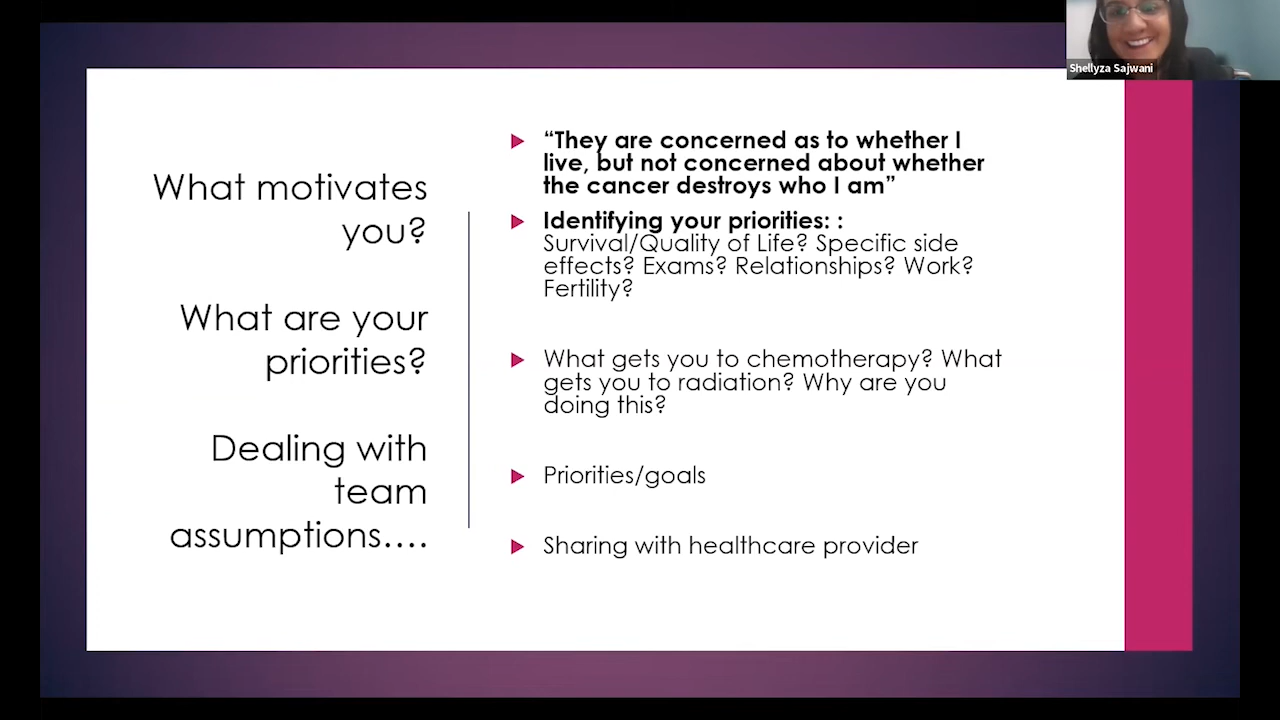 Shellyza Sajwani
What motivates
you?
What are your
priorities?
Dealing with
team
assumptions....
“They are concerned as to whether I
live, but not concerned about whether
the cancer destroys who I am”
Identifying your priorities: :
Survival/Quality of Life? Specific side
effects? Exams? Relationships? Work?
Fertility?
What gets you to chemotherapy? What
gets you to radiation? Why are you
doing this?
Priorities/goals
Sharing with healthcare provider